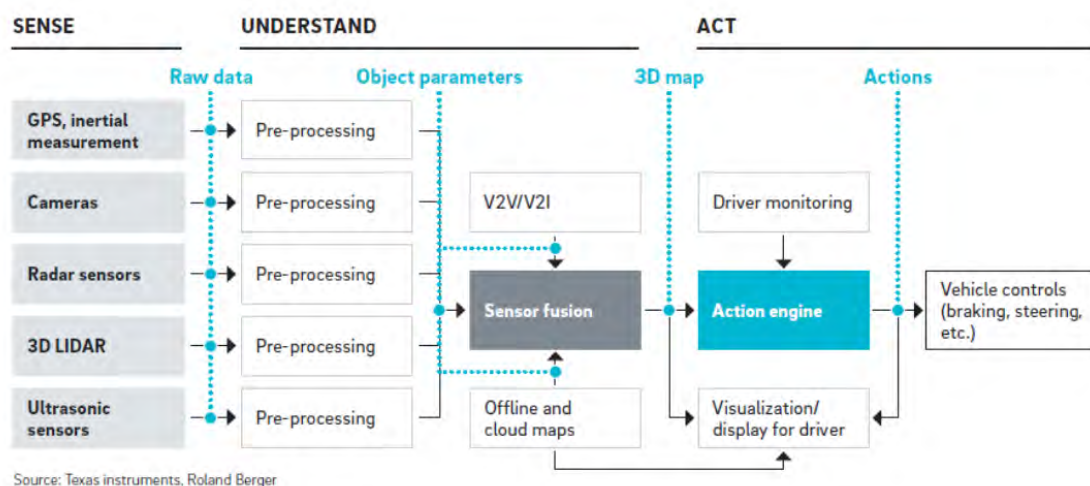 SENSE
UNDERSTAND
ACT
Raw data
Object parameters
3D map
Actions
GPS, inertial
measurement
Pre-processing
Cameras
Pre-processing
V2V/V2I
Driver monitoring
Radar sensors
Pre-processing
Sensor fusion
Action engine
Vehicle controls
(braking, steering,
etc.)
3D LIDAR
Pre-processing
Ultrasonic
sensors
Pre-processing
Offline and
cloud maps
Visualization/
display for driver
Source: Texas instruments, Roland Berger